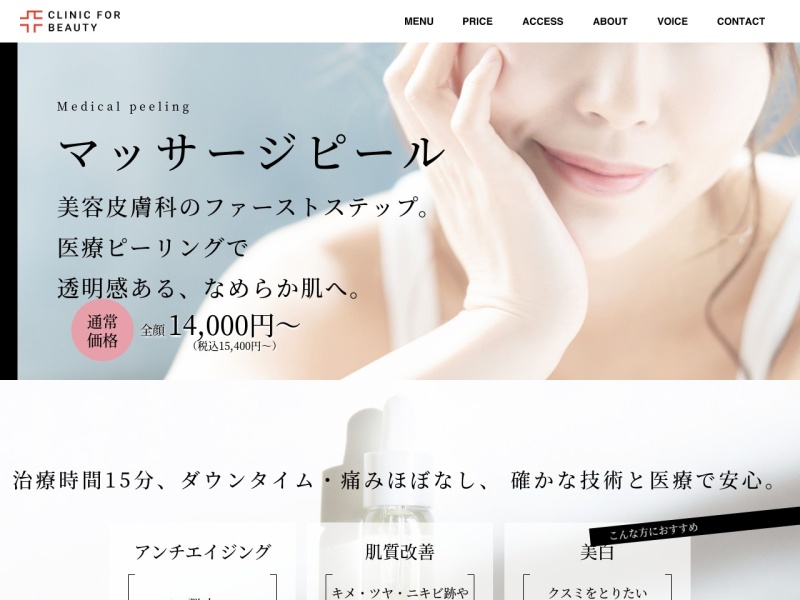 CLINIC FOR
BEAUTY
MENU PRICE ACCESS ABOUT VOICE CONTACT
Medical peeling
マッサージピール
美容皮膚科のファーストステップ。
医療ピーリングで
透明感ある、なめらか肌へ。
通常
価格
全顔 14,000円〜
（税込15,400円〜）
治療時間15分、ダウンタイム・痛みほぼなし、 確かな技術と医療で安心。
こんな方におすすめ
アンチエイジング
肌質改善
美白
キメ・ツヤ・ニキビ跡や
クスミをとりたい